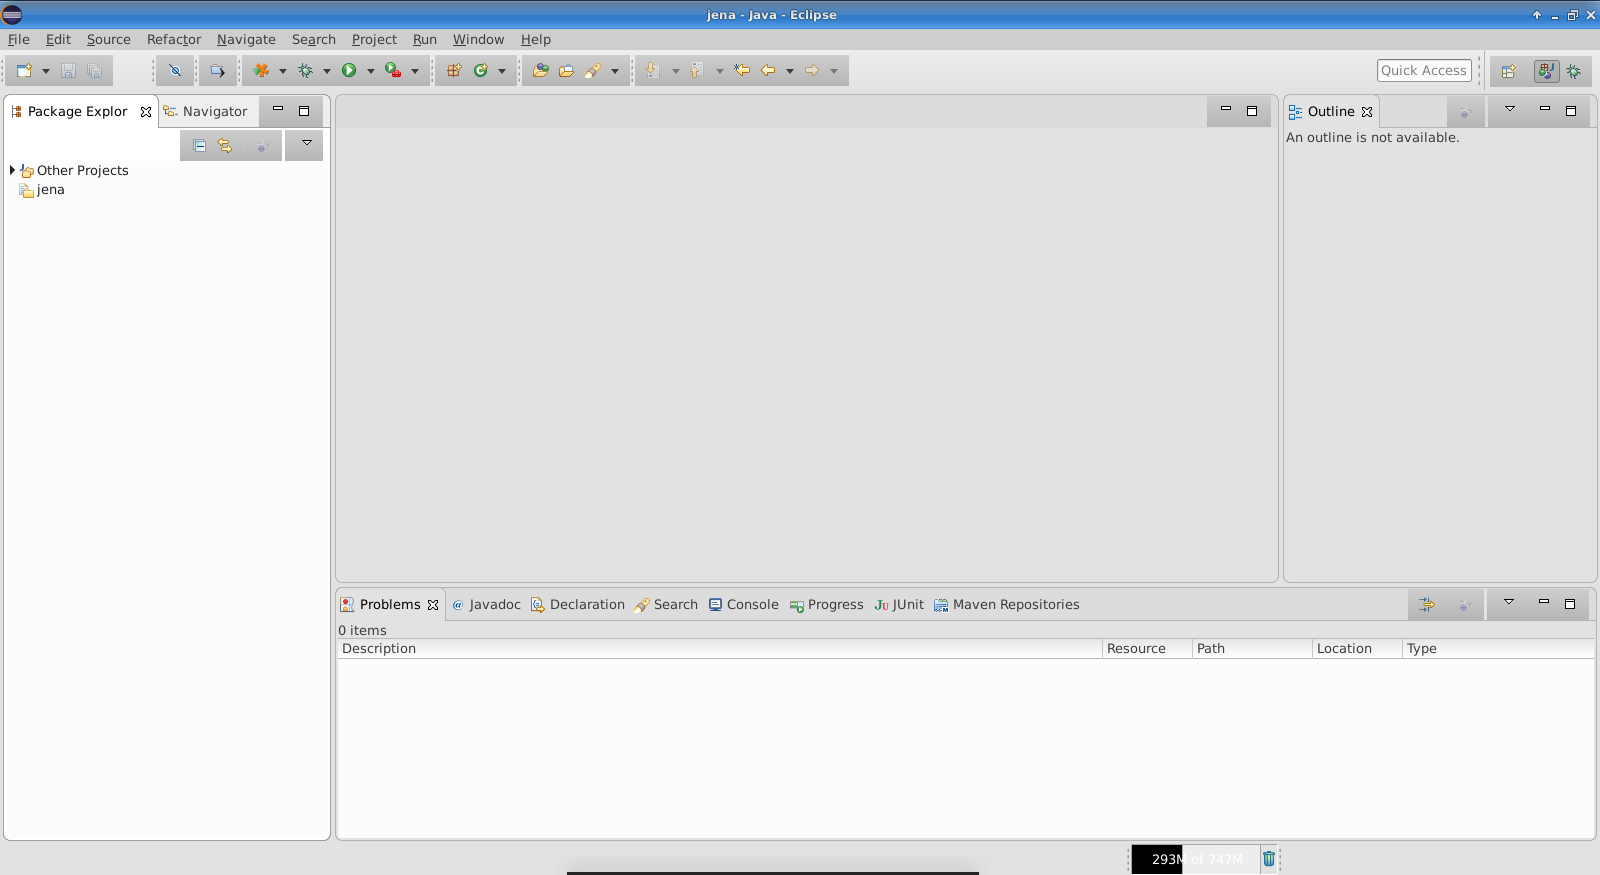 jena - Java - Eclipse
File Edit Source Refactor Navigate Search Project Run Window Help
Quick Access
Package Explor Navigator
Outline
An outline is not available.
Other Projects
jena
Problems @ Javadoc Declaration Search Console Progress Ju JUnit Maven Repositories
0 items
Description Resource Path Location Type
293M of 747M